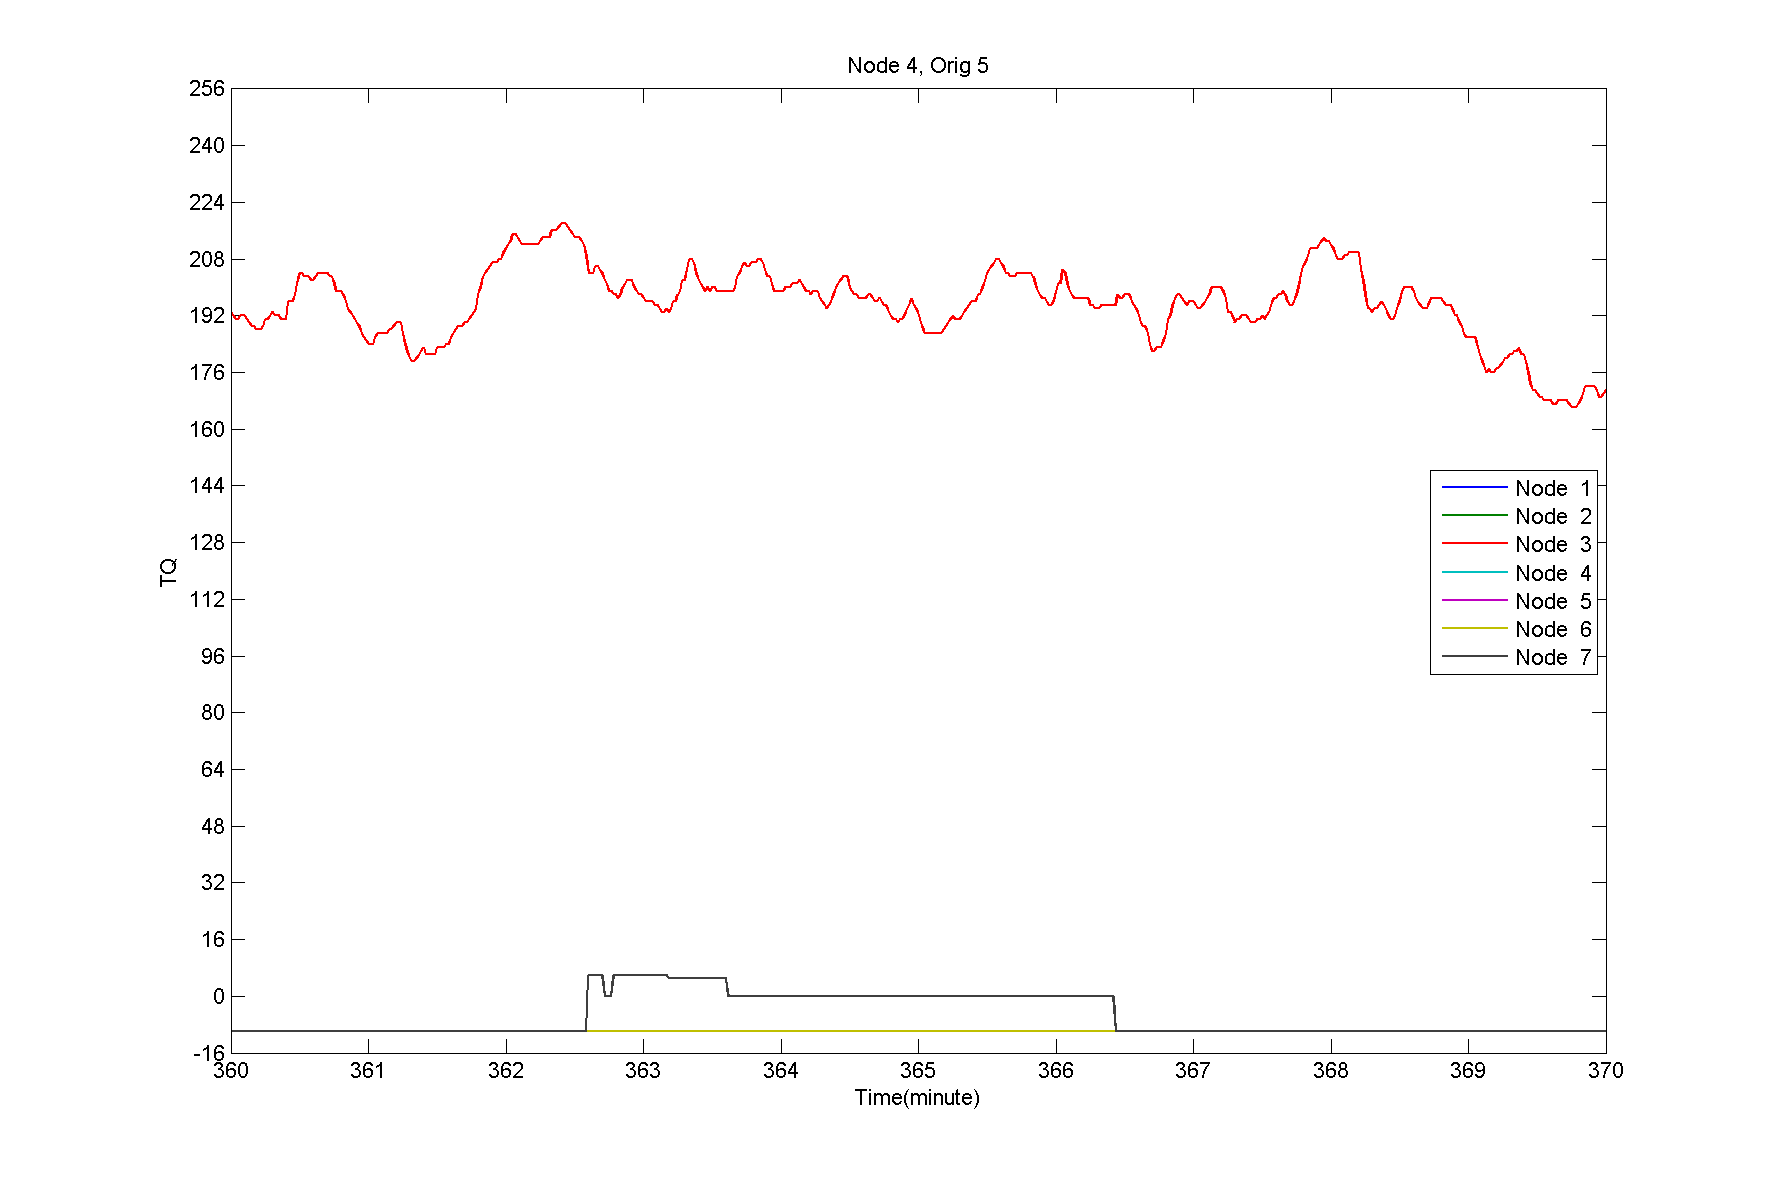 Node 4, Orig 5
256
240
224
208
192
176
160
144
128
112
96
80
64
48
32
16
0
-16
TQ
Node 1
Node 2
Node 3
Node 4
Node 5
Node 6
Node 7
360 361 362 363 364 365 366 367 368 369 370
Time(minute)